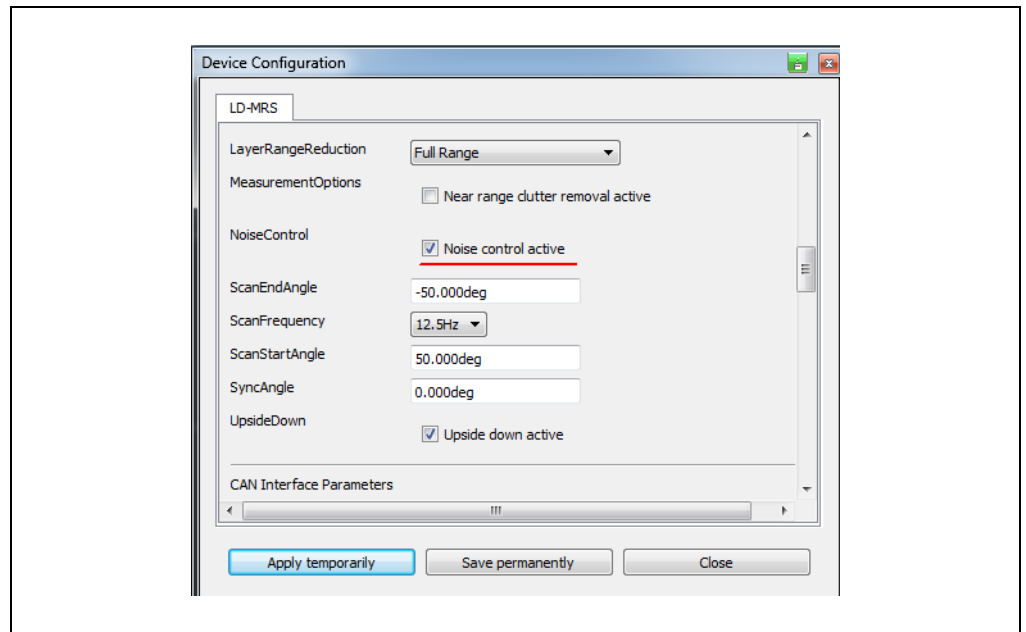 Device Configuration
LD-MRS
LayerRangeReduction Full Range
MeasurementOptions
Near range clutter removal active
NoiseControl
Noise control active
ScanEndAngle -50.000deg
ScanFrequency 12.5Hz
ScanStartAngle 50.000deg
SyncAngle 0.000deg
UpsideDown
Upside down active
CAN Interface Parameters
Apply temporarily Save permanently Close